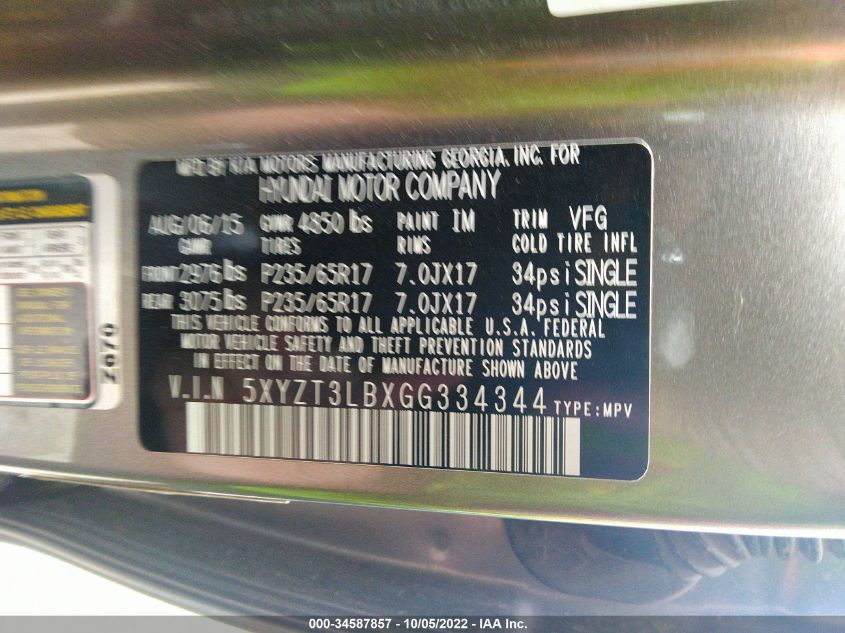 MFD BY KIA MOTORS MANUFACTURING GEORGIA, INC. FOR
HYUNDAI MOTOR COMPANY
AUG/06/15 GVWR 4850 lbs PAINT IM TRIM VFG
GAWR TIRES RIMS COLD TIRE INFL
FRONT 2976 lbs P235/65R17 7.0JX17 34psi SINGLE
REAR 3075 lbs P235/65R17 7.0JX17 34psi SINGLE
THIS VEHICLE CONFORMS TO ALL APPLICABLE U.S.A. FEDERAL
MOTOR VEHICLE SAFETY AND THEFT PREVENTION STANDARDS
IN EFFECT ON THE DATE OF MANUFACTURE SHOWN ABOVE
V.I.N 5XYZT3LBXGG334344 TYPE:MPV
000-34587857 - 10/05/2022 - IAA Inc.